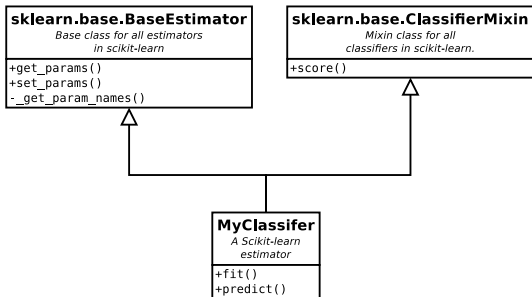 sklearn.base.BaseEstimator
Base class for all estimators
in scikit-learn
+get_params()
+set_params()
-_get_param_names()
sklearn.base.ClassifierMixin
Mixin class for all
classifiers in scikit-learn.
+score()
MyClassifer
A Scikit-learn
estimator
+fit()
+predict()